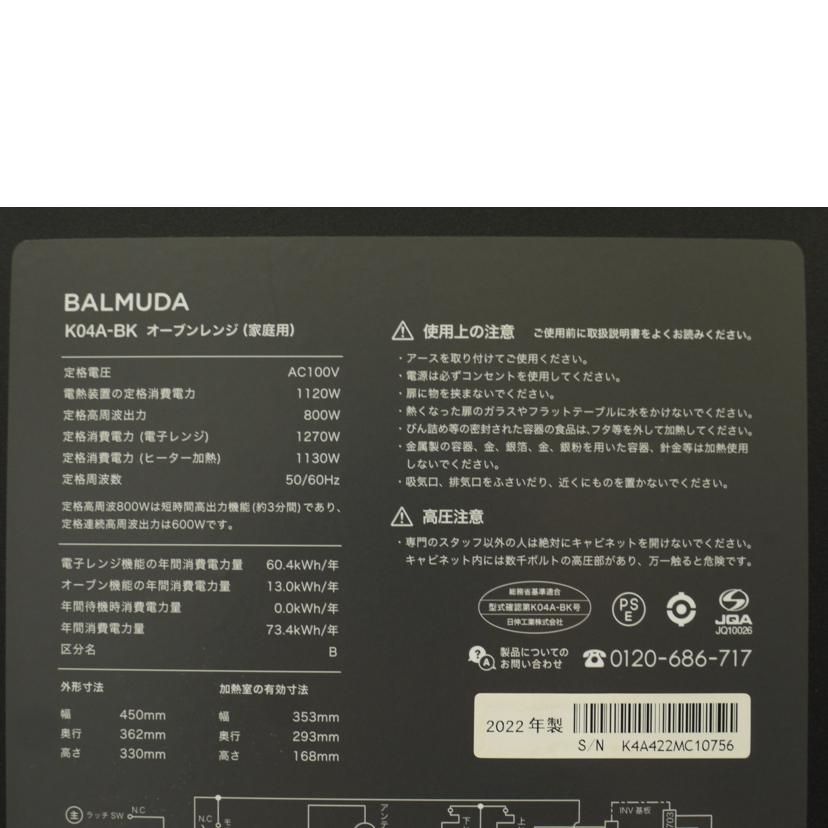 BALMUDA
K04A-BK オーブンレンジ (家庭用)
定格電圧 AC100V
電熱装置の定格消費電力 1120W
定格高周波出力 800W
定格消費電力 (電子レンジ) 1270W
定格消費電力 (ヒーター加熱) 1130W
定格周波数 50/60Hz
定格高周波800Wは短時間高出力機能(約3分間)であり、
定格連続高周波出力は600Wです。
電子レンジ機能の年間消費電力量 60.4kWh/年
オーブン機能の年間消費電力量 13.0kWh/年
年間待機時消費電力量 0.0kWh/年
年間消費電力量 73.4kWh/年
区分名 B
外形寸法
幅 450mm
奥行 362mm
高さ 330mm
加熱室の有効寸法
幅 353mm
奥行 293mm
高さ 168mm
使用上の注意 ご使用前に取扱説明書をよくお読みください。
・アースを取り付けてご使用ください。
・電源は必ずコンセントを使用してください。
・扉に物を挟まないでください。
・熱くなった扉のガラスやフラットテーブルに水をかけないでください。
・びん詰め等の密封された容器の食品は、フタ等を外して加熱してください。
・金属製の容器、金、銀箔、金、銀粉を用いた容器、針金等は加熱使用
しないでください。
・吸気口、排気口をふさいだり、近くにものを置かないでください。
高圧注意
・専門のスタッフ以外の人は絶対にキャビネットを開けないでください。
キャビネット内には数千ボルトの高圧部があり、万一触ると危険です。
総務省基準適合
型式確認第K04A-BK号
日伸工業株式会社
PS
E
JQA
JQ10026
Q
A
製品についての
お問い合わせ
0120-686-717
2022 年製
S/N K4A422MC10756
主 ラッチSW N.C
N.C
モ
アンテ
下
上
INV 基板
703